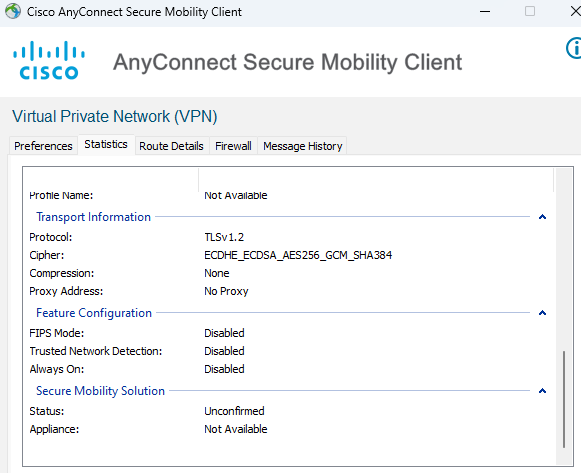 Cisco AnyConnect Secure Mobility Client
CISCO
AnyConnect Secure Mobility Client
Virtual Private Network (VPN)
Preferences Statistics Route Details Firewall Message History
Profile Name: Not Available
Transport Information
Protocol: TLSv1.2
Cipher: ECDHE_ECDSA_AES256_GCM_SHA384
Compression: None
Proxy Address: No Proxy
Feature Configuration
FIPS Mode: Disabled
Trusted Network Detection: Disabled
Always On: Disabled
Secure Mobility Solution
Status: Unconfirmed
Appliance: Not Available